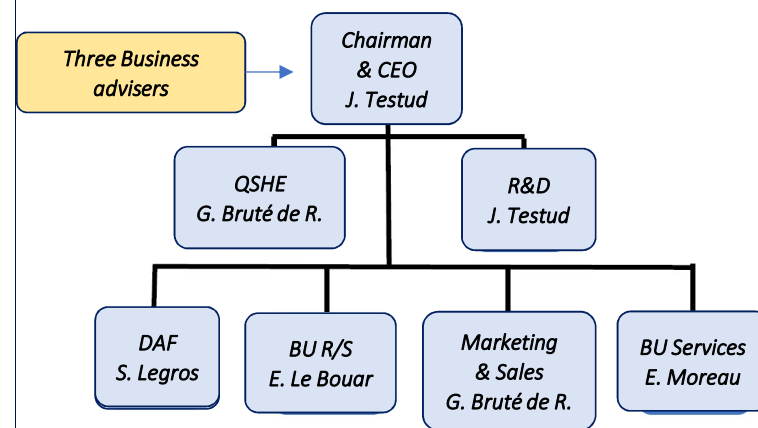 Three Business
advisers
Chairman
& CEO
J. Testud
QSHE
G. Bruté de R.
R&D
J. Testud
DAF
S. Legros
BU R/S
E. Le Bouar
Marketing
& Sales
G. Bruté de R.
BU Services
E. Moreau